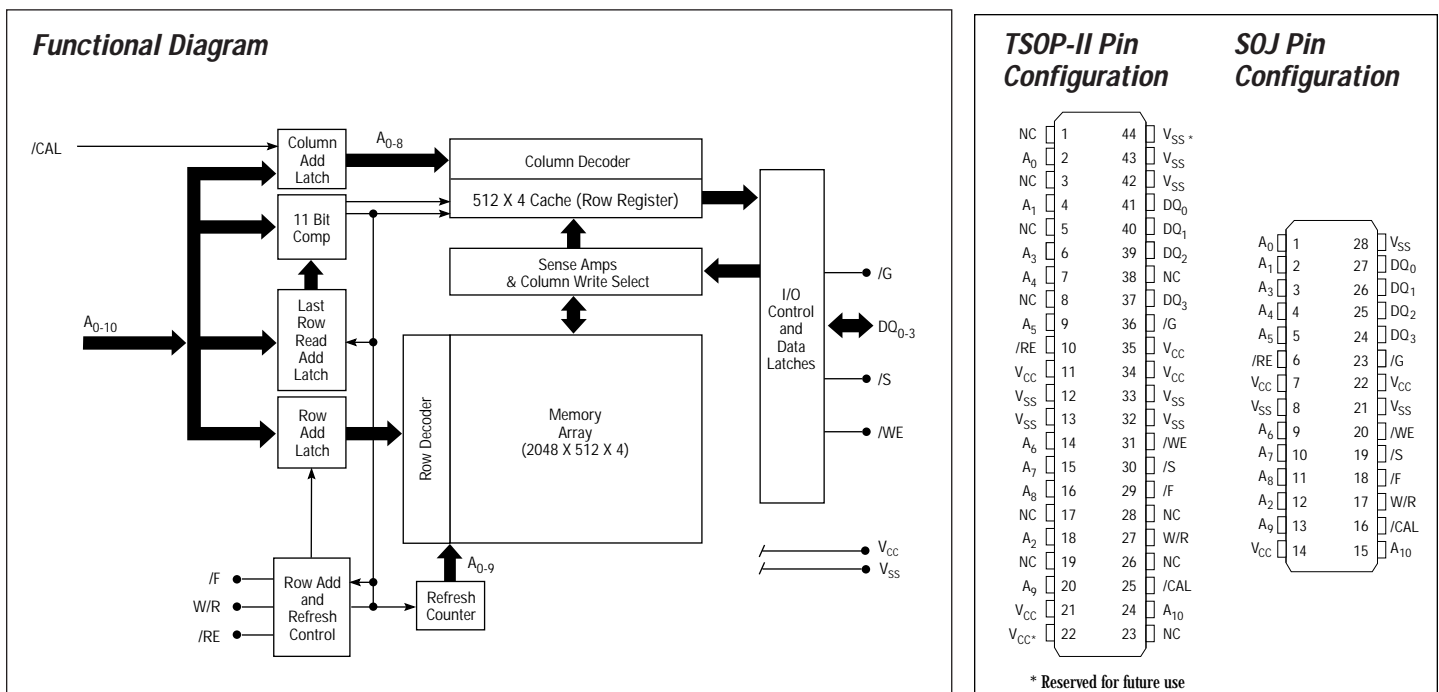 Functional Diagram
/CAL
Column
Add
Latch
A0-8
Column Decoder
512 X 4 Cache (Row Register)
11 Bit
Comp
Sense Amps
& Column Write Select
Last
Row
Read
Add
Latch
A0-10
Row
Add
Latch
Row Decoder
Memory
Array
(2048 X 512 X 4)
I/O
Control
and
Data
Latches
/G
DQ0-3
/S
/WE
VCC
VSS
/F
W/R
/RE
Row Add
and
Refresh
Control
A0-9
Refresh
Counter
TSOP-II Pin
Configuration
NC 1 44 VSS *
A0 2 43 VSS
NC 3 42 VSS
A1 4 41 DQ0
NC 5 40 DQ1
A3 6 39 DQ2
A4 7 38 NC
NC 8 37 DQ3
A5 9 36 /G
/RE 10 35 VCC
VCC 11 34 VCC
VSS 12 33 VSS
VSS 13 32 VSS
A6 14 31 /WE
A7 15 30 /S
A8 16 29 /F
NC 17 28 NC
A2 18 27 W/R
NC 19 26 NC
A9 20 25 /CAL
VCC 21 24 A10
VCC* 22 23 NC
* Reserved for future use
SOJ Pin
Configuration
A0 1 28 VSS
A1 2 27 DQ0
A3 3 26 DQ1
A4 4 25 DQ2
A5 5 24 DQ3
/RE 6 23 /G
VCC 7 22 VCC
VSS 8 21 VSS
A6 9 20 /WE
A7 10 19 /S
A8 11 18 /F
A2 12 17 W/R
A9 13 16 /CAL
VCC 14 15 A10